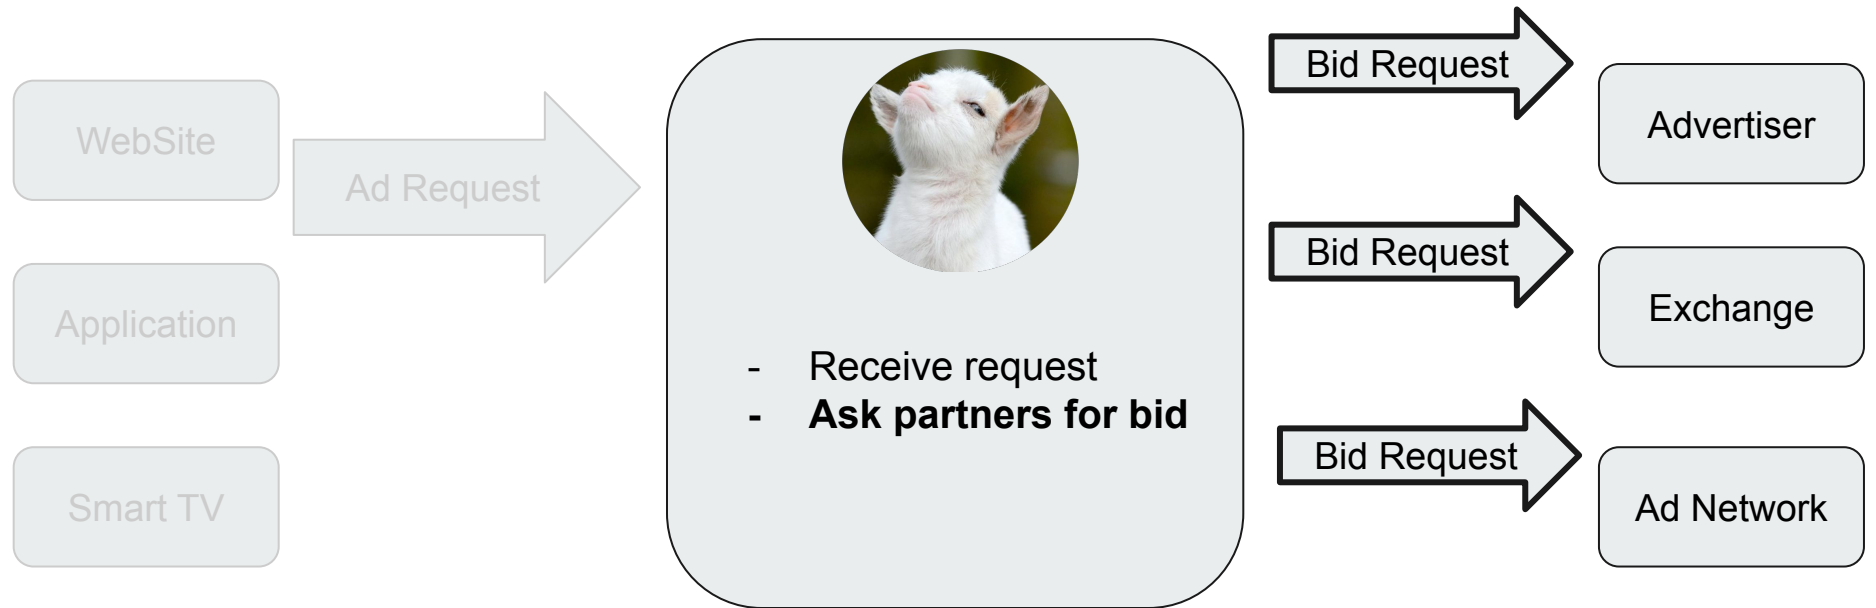 WebSite
Application
Smart TV
Ad Request
- Receive request
- Ask partners for bid
Bid Request
Bid Request
Bid Request
Advertiser
Exchange
Ad Network